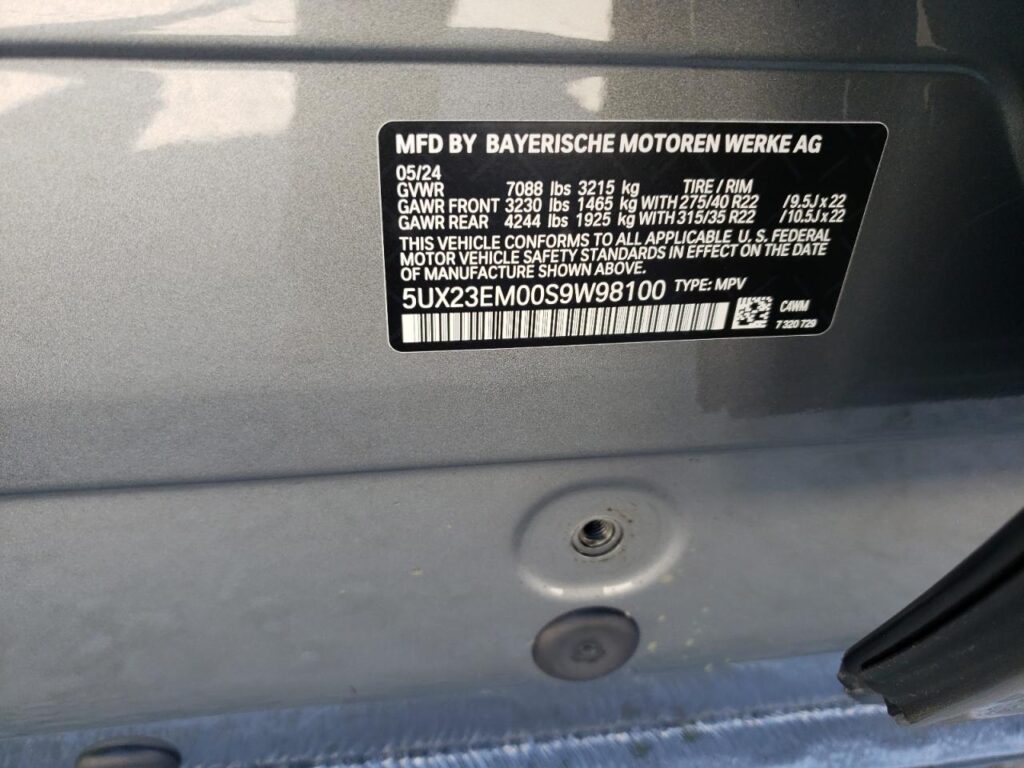 MFD BY BAYERISCHE MOTOREN WERKE AG
05/24
GVWR 7088 lbs 3215 kg TIRE / RIM
GAWR FRONT 3230 lbs 1465 kg WITH 275/40 R22 /9.5J x 22
GAWR REAR 4244 lbs 1925 kg WITH 315/35 R22 /10.5J x 22
THIS VEHICLE CONFORMS TO ALL APPLICABLE U. S. FEDERAL
MOTOR VEHICLE SAFETY STANDARDS IN EFFECT ON THE DATE
OF MANUFACTURE SHOWN ABOVE.
5UX23EM00S9W98100 TYPE: MPV
C4WM
7 320 729